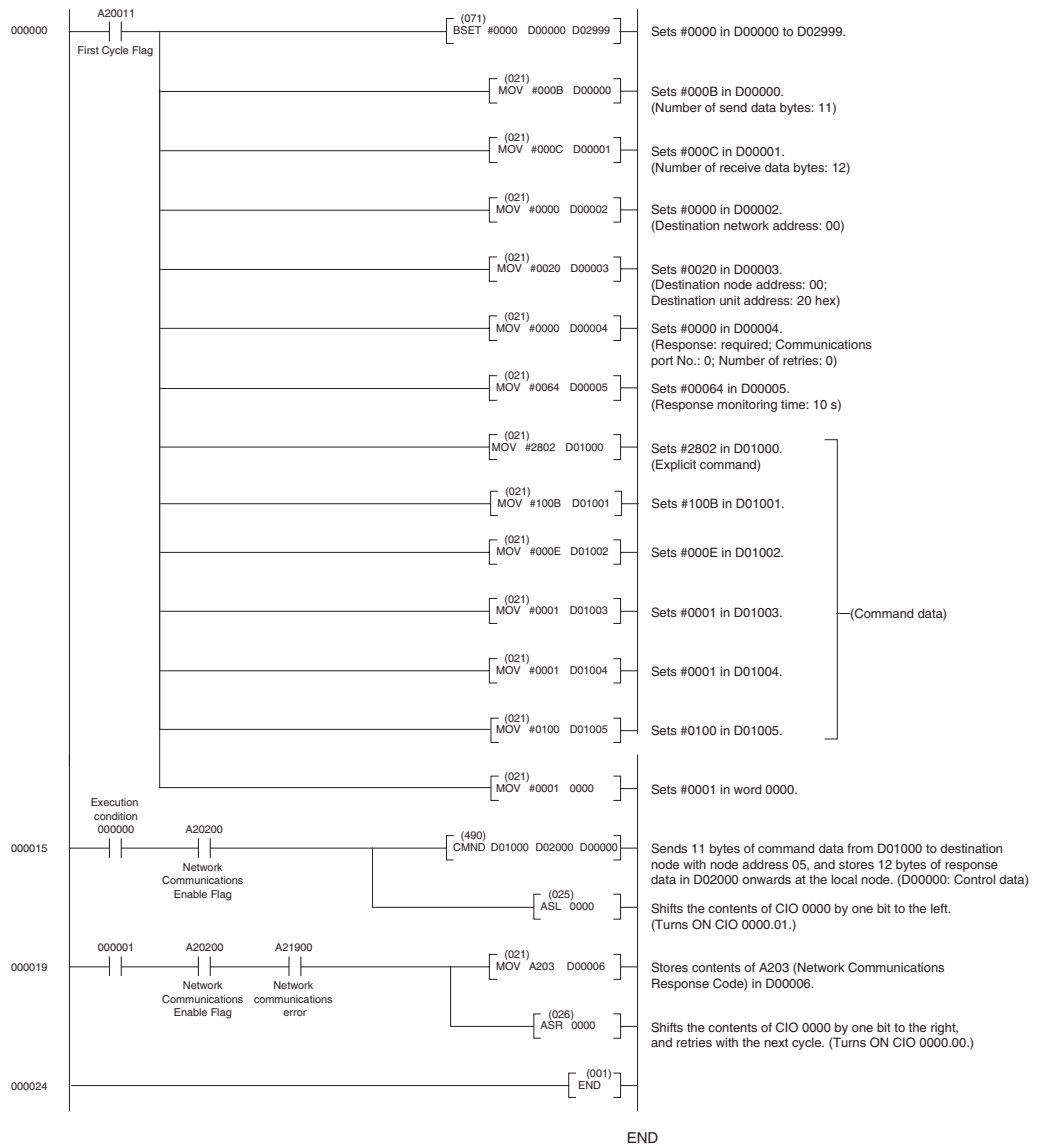 A20011
000000
First Cycle Flag
(071)
BSET #0000 D00000 D02999
Sets #0000 in D00000 to D02999.
(021)
MOV #000B D00000
Sets #000B in D00000.
(Number of send data bytes: 11)
(021)
MOV #000C D00001
Sets #000C in D00001.
(Number of receive data bytes: 12)
(021)
MOV #0000 D00002
Sets #0000 in D00002.
(Destination network address: 00)
(021)
MOV #0020 D00003
Sets #0020 in D00003.
(Destination node address: 00;
Destination unit address: 20 hex)
(021)
MOV #0000 D00004
Sets #0000 in D00004.
(Response: required; Communications
port No.: 0; Number of retries: 0)
(021)
MOV #0064 D00005
Sets #00064 in D00005.
(Response monitoring time: 10 s)
(021)
MOV #2802 D01000
Sets #2802 in D01000.
(Explicit command)
(021)
MOV #100B D01001
Sets #100B in D01001.
(021)
MOV #000E D01002
Sets #000E in D01002.
(021)
MOV #0001 D01003
Sets #0001 in D01003.
(Command data)
(021)
MOV #0001 D01004
Sets #0001 in D01004.
(021)
MOV #0100 D01005
Sets #0100 in D01005.
(021)
MOV #0001 0000
Sets #0001 in word 0000.
Execution
condition
000000
A20200
000015
Network
Communications
Enable Flag
(490)
CMND D01000 D02000 D00000
Sends 11 bytes of command data from D01000 to destination
node with node address 05, and stores 12 bytes of response
data in D02000 onwards at the local node. (D00000: Control data)
(025)
ASL 0000
Shifts the contents of CIO 0000 by one bit to the left.
(Turns ON CIO 0000.01.)
000001
A20200
A21900
000019
Network
Communications
Enable Flag
Network
communications
error
(021)
MOV A203 D00006
Stores contents of A203 (Network Communications
Response Code) in D00006.
(026)
ASR 0000
Shifts the contents of CIO 0000 by one bit to the right,
and retries with the next cycle. (Turns ON CIO 0000.00.)
000024
(001)
END
END